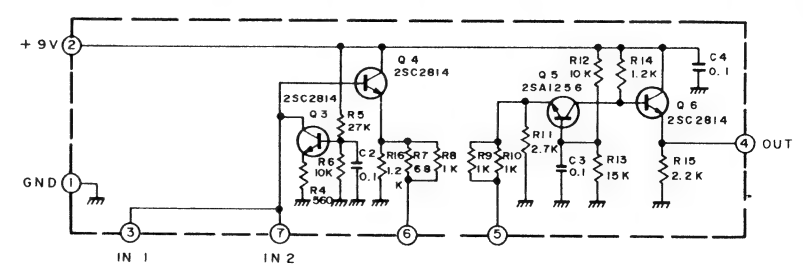 +9V 2
Q4
2SC2814
2SC2814
Q3
R5
27K
R6
10K
C2
0.1
R4
560
R16
1.2
K
R7
68
R8
1K
R9
1K
R10
1K
Q5
2SA1256
R11
2.7K
C3
0.1
R12
10K
R13
15K
R14
1.2K
Q6
2SC2814
C4
0.1
R15
2.2K
4 OUT
GND 1
3
IN 1
7
IN 2
6
5